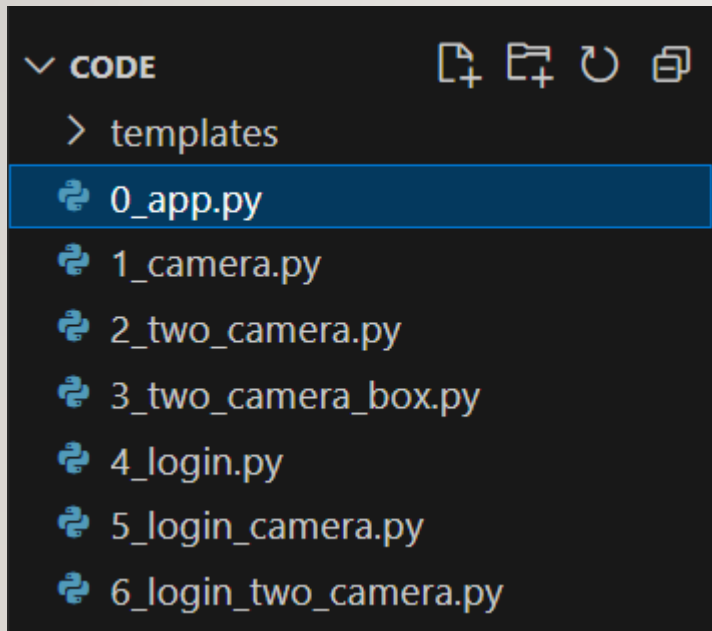 CODE
templates
0_app.py
1_camera.py
2_two_camera.py
3_two_camera_box.py
4_login.py
5_login_camera.py
6_login_two_camera.py